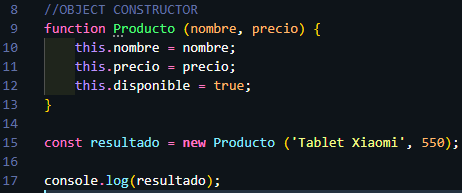 8 //OBJECT CONSTRUCTOR
9 function Producto (nombre, precio) {
10     this.nombre = nombre;
11     this.precio = precio;
12     this.disponible = true;
13 }
14
15 const resultado = new Producto ('Tablet Xiaomi', 550);
16
17 console.log(resultado);